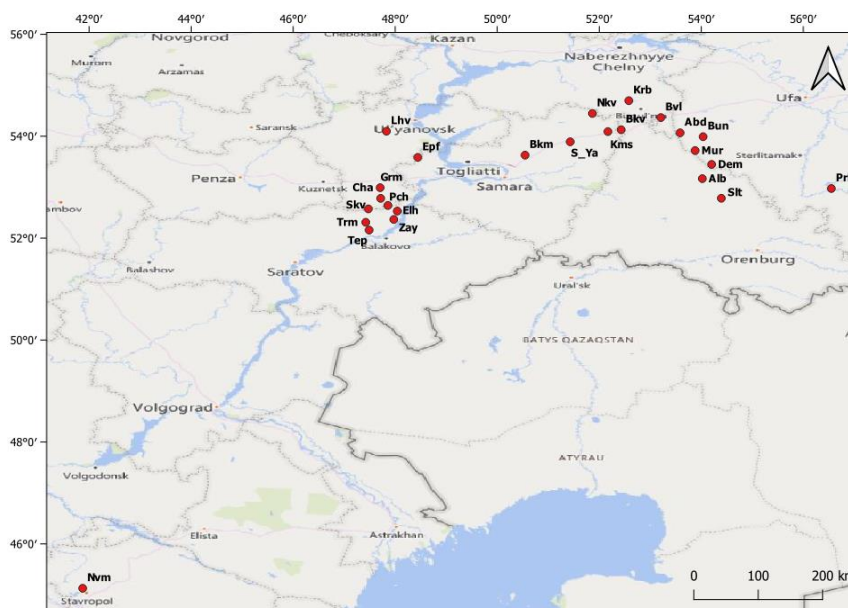 42°0′ 44°0′ 46°0′ 48°0′ 50°0′ 52°0′ 54°0′ 56°0′
56°0′
Novgorod
Cheboksary
Kazan
Murom
Arzamas
Naberezhnyye
Chelny
Krb
Ufa
Nkv
Bvl
Lhv
Bkv
Abd
Bun
Saransk
Ul'yanovsk
54°0′
Epf
Bkm
S_Ya
Kms
Mur
Sterlitamak
Dem
Penza
Kuznetsk
Grm
Togliatti
Samara
Alb
Cha
Pch
Slt
Skv
Elh
Trm
Zay
52°0′
Tep
Balakovo
Balashov
Saratov
Orenburg
Ural'sk
50°0′
BATYS QAZAQSTAN
Volgograd
48°0′
Volgodonsk
ATYRAU
46°0′
Elista
Astrakhan
Nvm
Stavropol
0 100 200 km